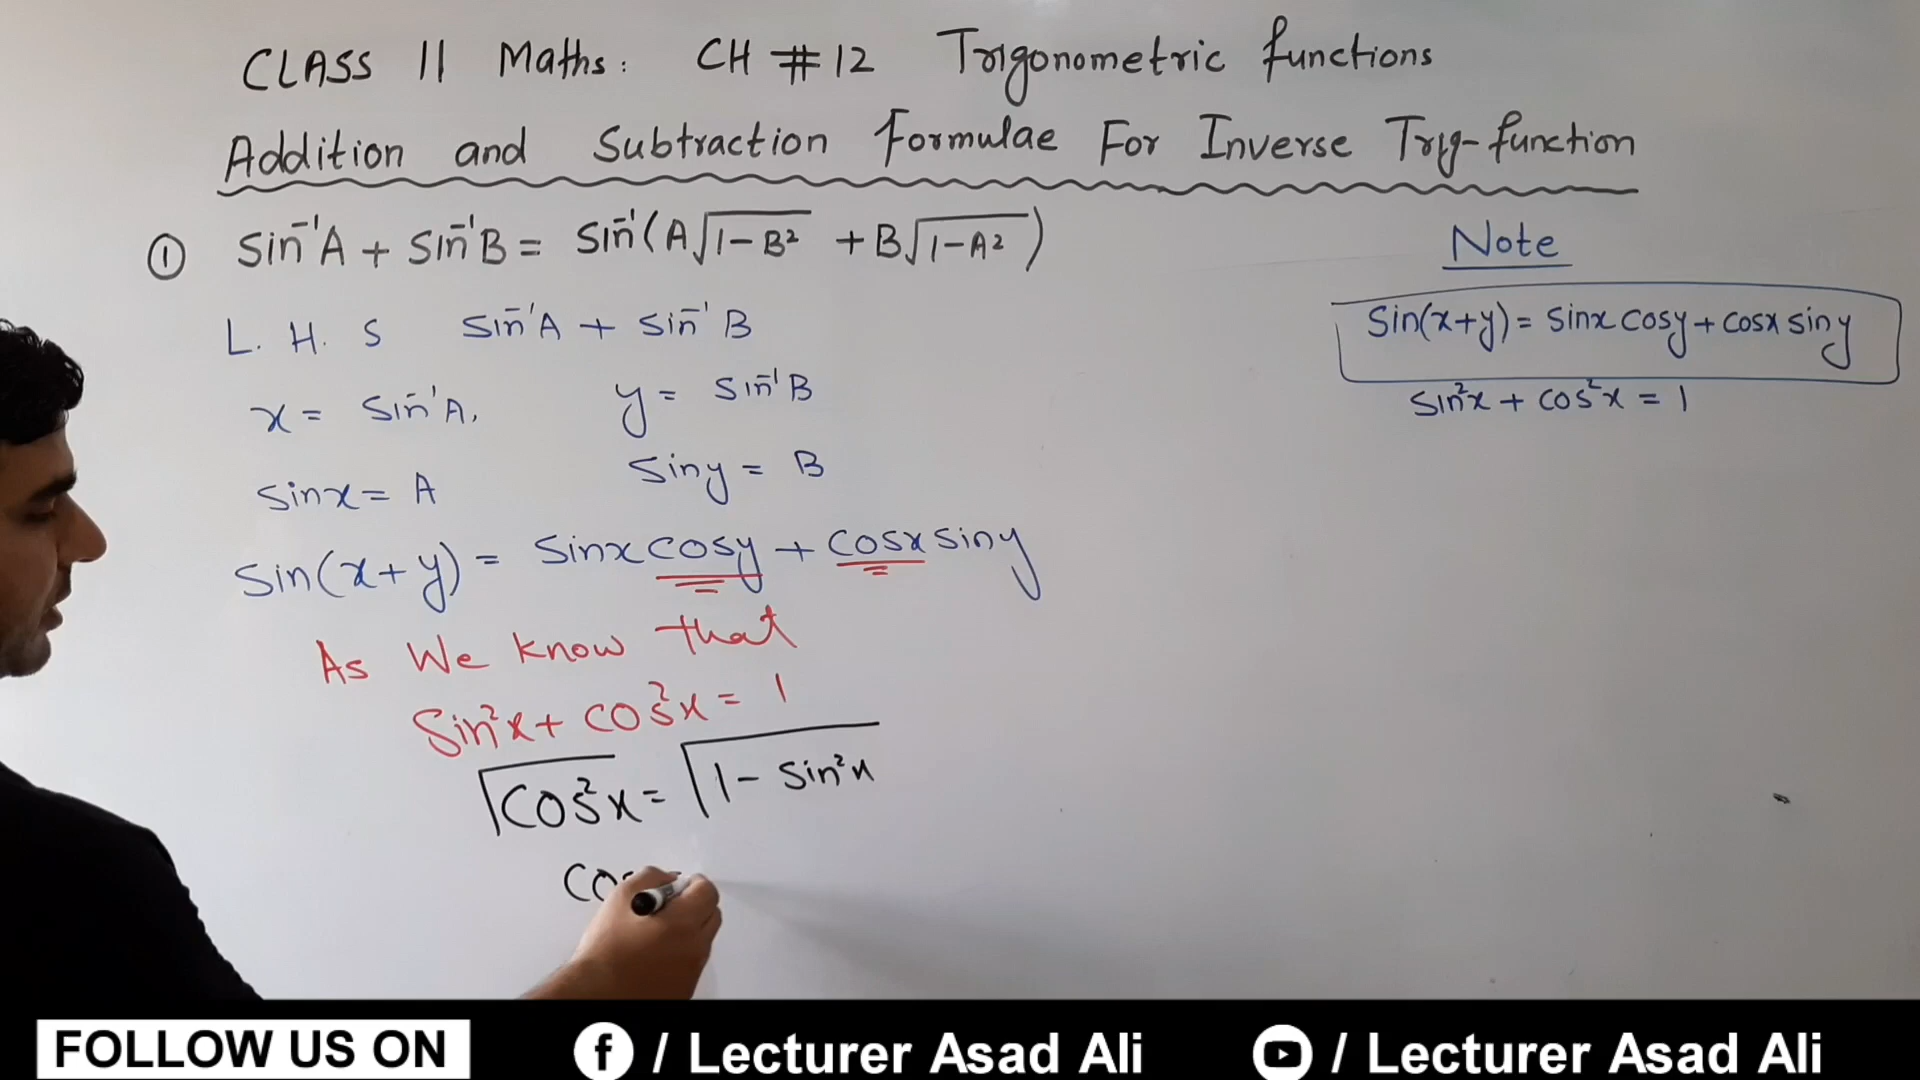 CLASS 11 Maths: CH # 12 Trigonometric functions
Addition and Subtraction Formulae For Inverse Trig-function
① Sin⁻¹A + Sin⁻¹B = Sin⁻¹(A√(1-B²) + B√(1-A²))
L. H. S Sin⁻¹A + Sin⁻¹B
x = Sin⁻¹A, y = Sin⁻¹B
Sinx = A Siny = B
Sin(x+y) = Sinx cosy + cosx siny
As We know that
Sin²x + cos²x = 1
√cos²x = √(1 - Sin²x)
Note
Sin(x+y) = Sinx cosy + cosx siny
Sin²x + cos²x = 1
FOLLOW US ON f / Lecturer Asad Ali / Lecturer Asad Ali